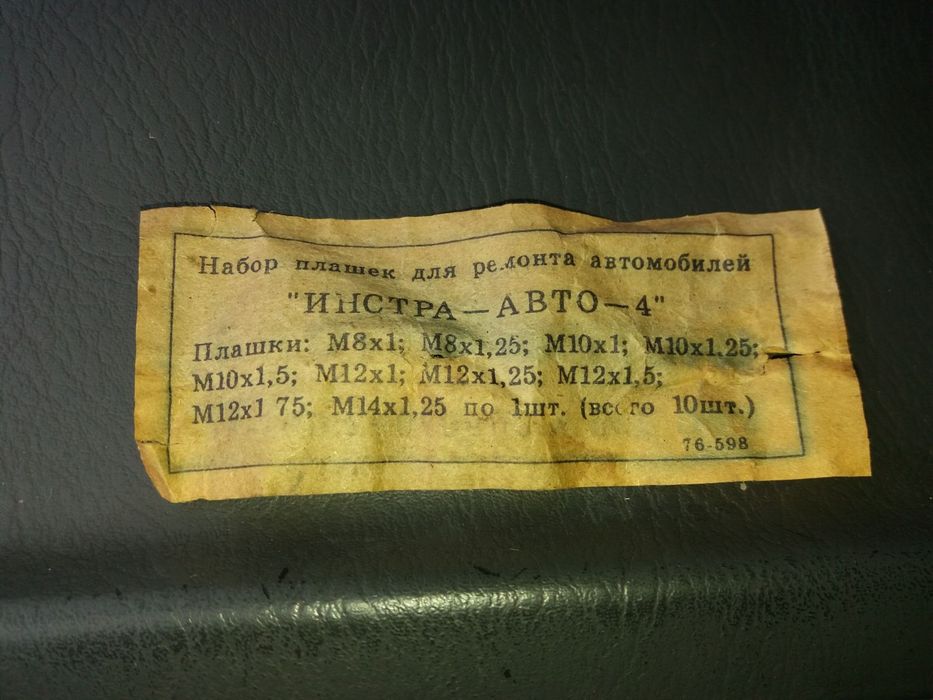 Набор плашек для ремонта автомобилей
"ИНСТРА—АВТО—4"
Плашки: М8х1; М8х1,25; М10х1; М10х1,25;
М10х1,5; М12х1; М12х1,25; М12х1,5;
М12х1 75; М14х1,25 по 1шт. (всего 10шт.)
76-598